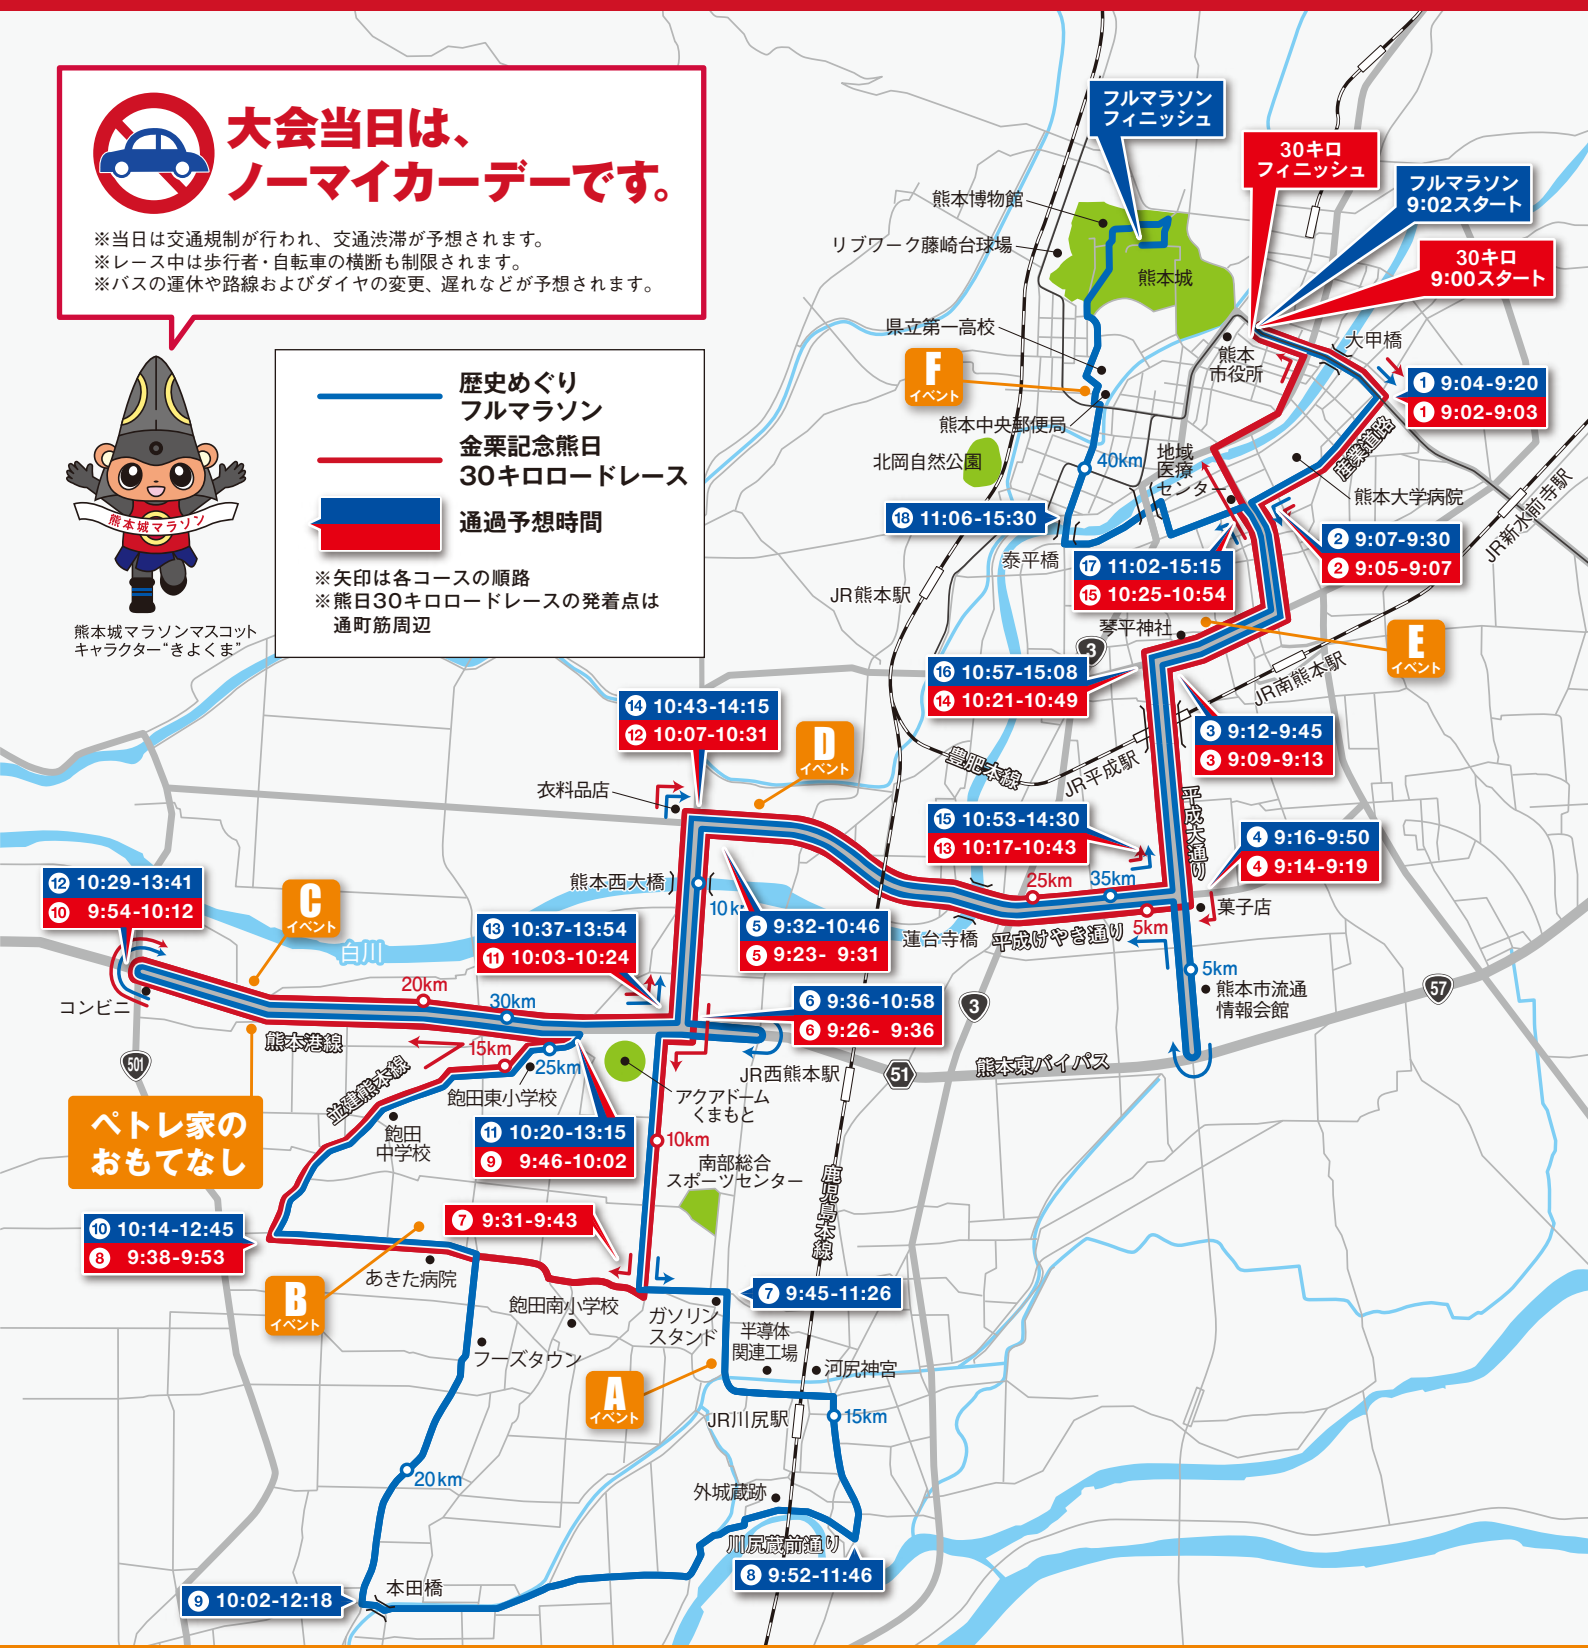 大会当日は、
ノーマイカーデーです。
※当日は交通規制が行われ、交通渋滞が予想されます。
※レース中は歩行者・自転車の横断も制限されます。
※バスの運休や路線およびダイヤの変更、遅れなどが予想されます。
熊本城マラソン
熊本城マラソンマスコット
キャラクター“きよくま”
歴史めぐり
フルマラソン
金栗記念熊日
30キロロードレース
通過予想時間
※矢印は各コースの順路
※熊日30キロロードレースの発着点は
通町筋周辺
フルマラソン
フィニッシュ
30キロ
フィニッシュ
フルマラソン
9:02スタート
30キロ
9:00スタート
熊本博物館
リブワーク藤崎台球場
熊本城
県立第一高校
熊本
市役所
大甲橋
F
イベント
① 9:04-9:20
① 9:02-9:03
熊本中央郵便局
北岡自然公園
40km
地域
医療
センター
産業道路
熊本大学病院
JR新水前寺駅
⑱ 11:06-15:30
泰平橋
② 9:07-9:30
② 9:05-9:07
⑰ 11:02-15:15
⑮ 10:25-10:54
JR熊本駅
琴平神社
3
E
イベント
JR南熊本駅
⑯ 10:57-15:08
⑭ 10:21-10:49
③ 9:12-9:45
③ 9:09-9:13
⑭ 10:43-14:15
⑫ 10:07-10:31
D
イベント
豊肥本線
JR平成駅
衣料品店
平成大通り
⑮ 10:53-14:30
⑬ 10:17-10:43
④ 9:16-9:50
④ 9:14-9:19
⑫ 10:29-13:41
⑩ 9:54-10:12
C
イベント
熊本西大橋
10k
25km
35km
5km
菓子店
⑤ 9:32-10:46
⑤ 9:23- 9:31
蓮台寺橋
平成けやき通り
白川
⑬ 10:37-13:54
⑪ 10:03-10:24
5km
熊本市流通
情報会館
57
コンビニ
20km
30km
⑥ 9:36-10:58
⑥ 9:26- 9:36
3
熊本港線
15km
25km
501
JR西熊本駅
51
熊本東バイパス
並建熊本線
飽田東小学校
アクアドーム
くまもと
ペトレ家の
おもてなし
飽田
中学校
⑪ 10:20-13:15
⑨ 9:46-10:02
10km
南部総合
スポーツセンター
鹿児島本線
⑩ 10:14-12:45
⑧ 9:38-9:53
⑦ 9:31-9:43
あきた病院
B
イベント
飽田南小学校
⑦ 9:45-11:26
ガソリン
スタンド
半導体
関連工場
フーズタウン
河尻神宮
A
イベント
JR川尻駅
15km
20km
外城蔵跡
川尻蔵前通り
⑧ 9:52-11:46
本田橋
⑨ 10:02-12:18